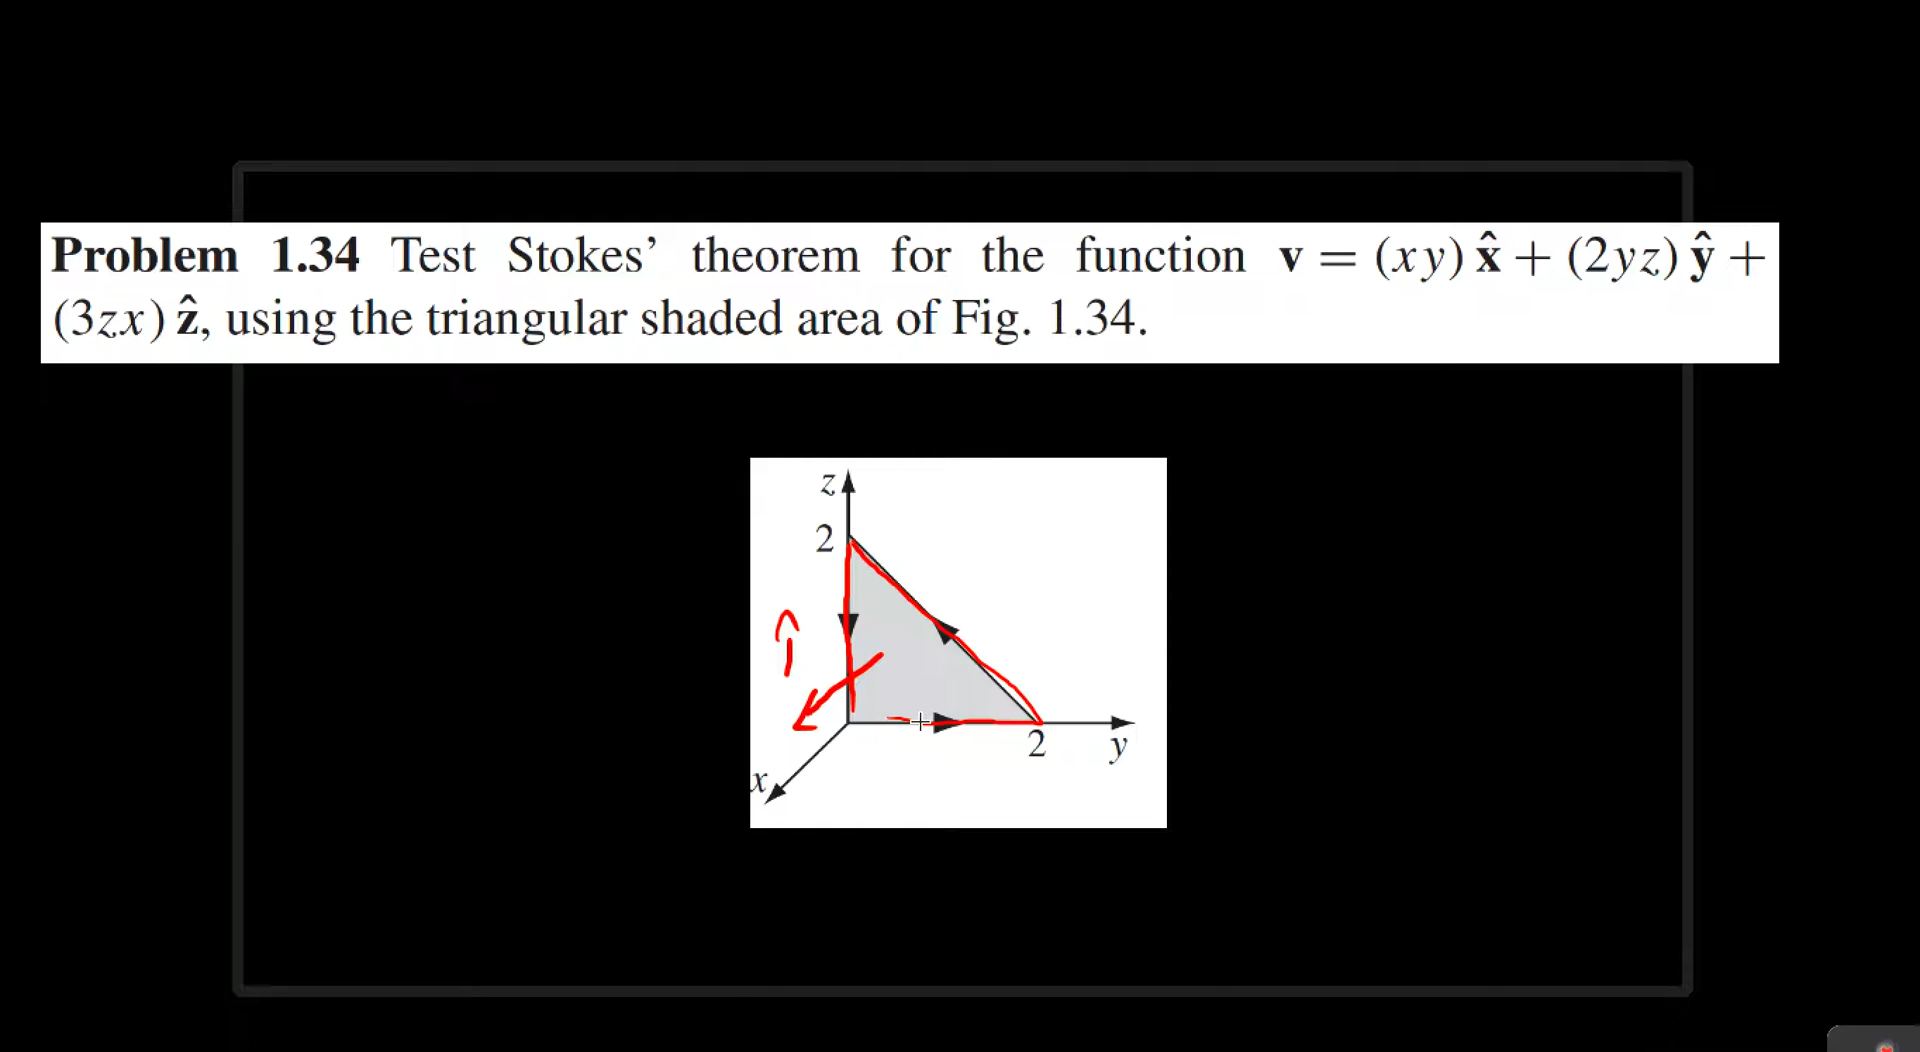 Problem 1.34 Test Stokes’ theorem for the function v = (xy) x̂ + (2yz) ŷ +
(3zx) ẑ, using the triangular shaded area of Fig. 1.34.
z
2
2
y
x